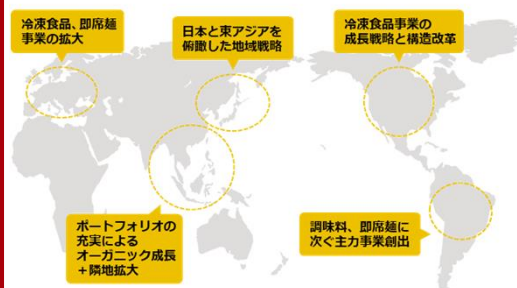 冷凍食品、即席麺
事業の拡大
日本と東アジアを
俯瞰した地域戦略
冷凍食品事業の
成長戦略と構造改革
ポートフォリオの
充実による
オーガニック成長
＋隣地拡大
調味料、即席麺に
次ぐ主力事業創出